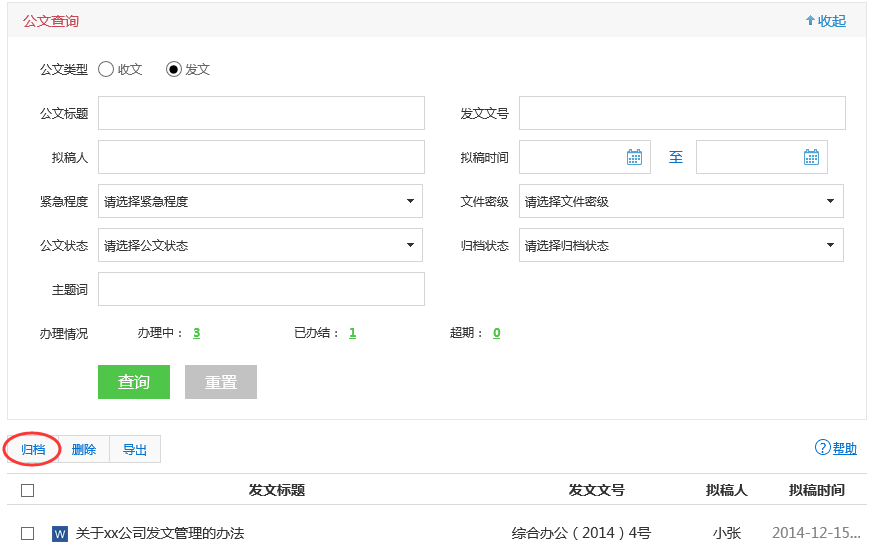 公文查询 收起
公文类型 收文 发文
公文标题 发文文号
拟稿人 拟稿时间 至
紧急程度 请选择紧急程度 文件密级 请选择文件密级
公文状态 请选择公文状态 归档状态 请选择归档状态
主题词
办理情况 办理中： 3 已办结： 1 超期： 0
查询 重置
归档 删除 导出 ?帮助
发文标题 发文文号 拟稿人 拟稿时间
W 关于xx公司发文管理的办法 综合办公（2014）4号 小张 2014-12-15...